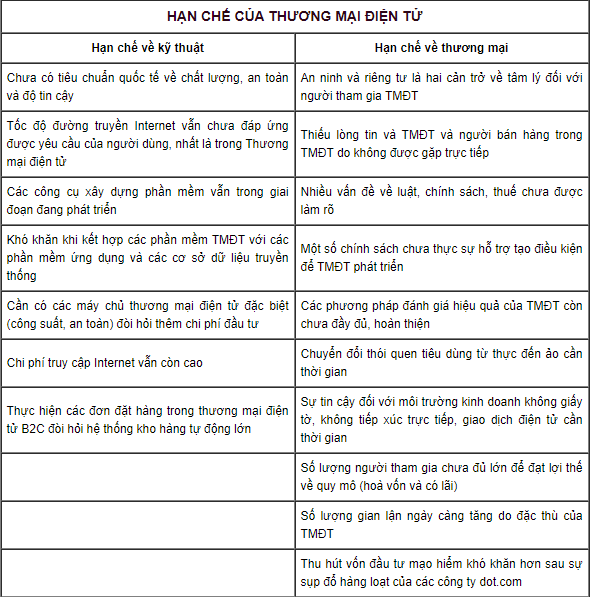 HẠN CHẾ CỦA THƯƠNG MẠI ĐIỆN TỬ
Hạn chế về kỹ thuật
Hạn chế về thương mại
Chưa có tiêu chuẩn quốc tế về chất lượng, an toàn
và độ tin cậy
An ninh và riêng tư là hai cản trở về tâm lý đối với
người tham gia TMĐT
Tốc độ đường truyền Internet vẫn chưa đáp ứng
được yêu cầu của người dùng, nhất là trong Thương
mại điện tử
Thiếu lòng tin và TMĐT và người bán hàng trong
TMĐT do không được gặp trực tiếp
Các công cụ xây dựng phần mềm vẫn trong giai
đoạn đang phát triển
Nhiều vấn đề về luật, chính sách, thuế chưa được
làm rõ
Khó khăn khi kết hợp các phần mềm TMĐT với các
phần mềm ứng dụng và các cơ sở dữ liệu truyền
thống
Một số chính sách chưa thực sự hỗ trợ tạo điều kiện
để TMĐT phát triển
Cần có các máy chủ thương mại điện tử đặc biệt
(công suất, an toàn) đòi hỏi thêm chi phí đầu tư
Các phương pháp đánh giá hiệu quả của TMĐT còn
chưa đầy đủ, hoàn thiện
Chi phí truy cập Internet vẫn còn cao
Chuyển đổi thói quen tiêu dùng từ thực đến ảo cần
thời gian
Thực hiện các đơn đặt hàng trong thương mại điện
tử B2C đòi hỏi hệ thống kho hàng tự động lớn
Sự tin cậy đối với môi trường kinh doanh không giấy
tờ, không tiếp xúc trực tiếp, giao dịch điện tử cần
thời gian
Số lượng người tham gia chưa đủ lớn để đạt lợi thế
về quy mô (hoà vốn và có lãi)
Số lượng gian lận ngày càng tăng do đặc thù của
TMĐT
Thu hút vốn đầu tư mạo hiểm khó khăn hơn sau sự
sụp đổ hàng loạt của các công ty dot.com